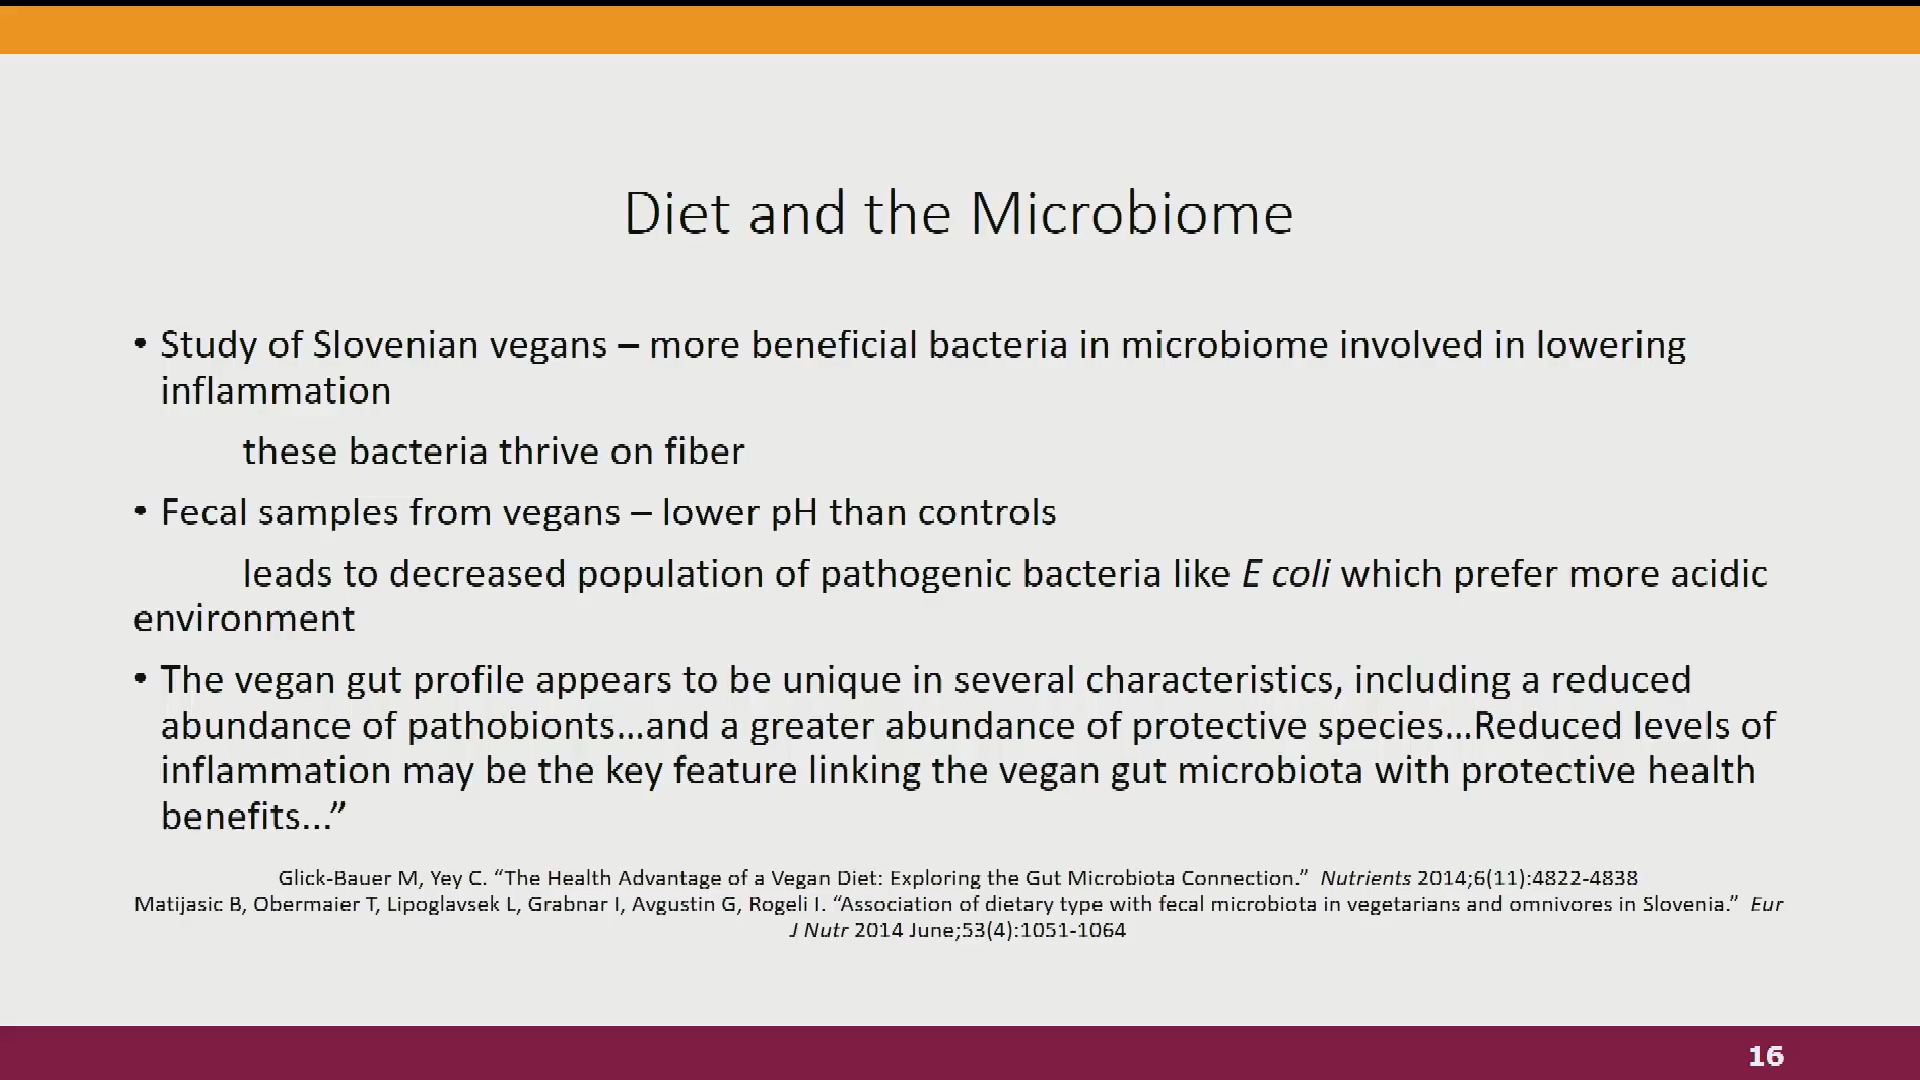 Diet and the Microbiome
• Study of Slovenian vegans – more beneficial bacteria in microbiome involved in lowering
inflammation
these bacteria thrive on fiber
• Fecal samples from vegans – lower pH than controls
leads to decreased population of pathogenic bacteria like E coli which prefer more acidic
environment
• The vegan gut profile appears to be unique in several characteristics, including a reduced
abundance of pathobionts...and a greater abundance of protective species...Reduced levels of
inflammation may be the key feature linking the vegan gut microbiota with protective health
benefits...”
Glick-Bauer M, Yey C. “The Health Advantage of a Vegan Diet: Exploring the Gut Microbiota Connection.” Nutrients 2014;6(11):4822-4838
Matijasic B, Obermaier T, Lipoglavsek L, Grabnar I, Avgustin G, Rogeli I. “Association of dietary type with fecal microbiota in vegetarians and omnivores in Slovenia.” Eur
J Nutr 2014 June;53(4):1051-1064
16